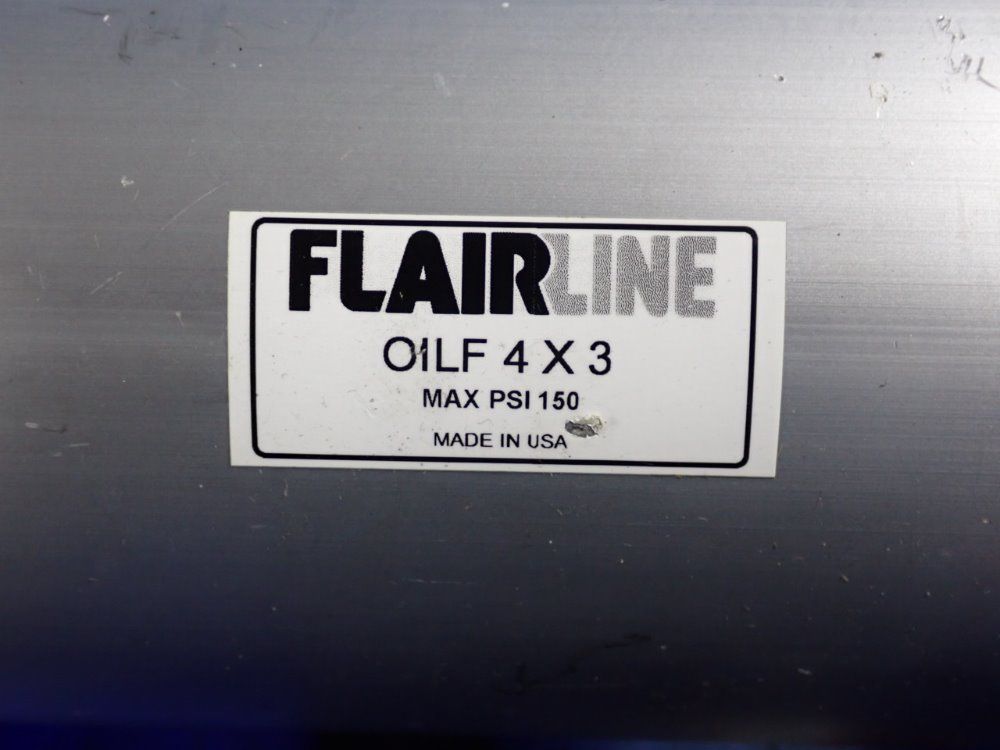 FLAIRLINE
OILF 4 X 3
MAX PSI 150
MADE IN USA